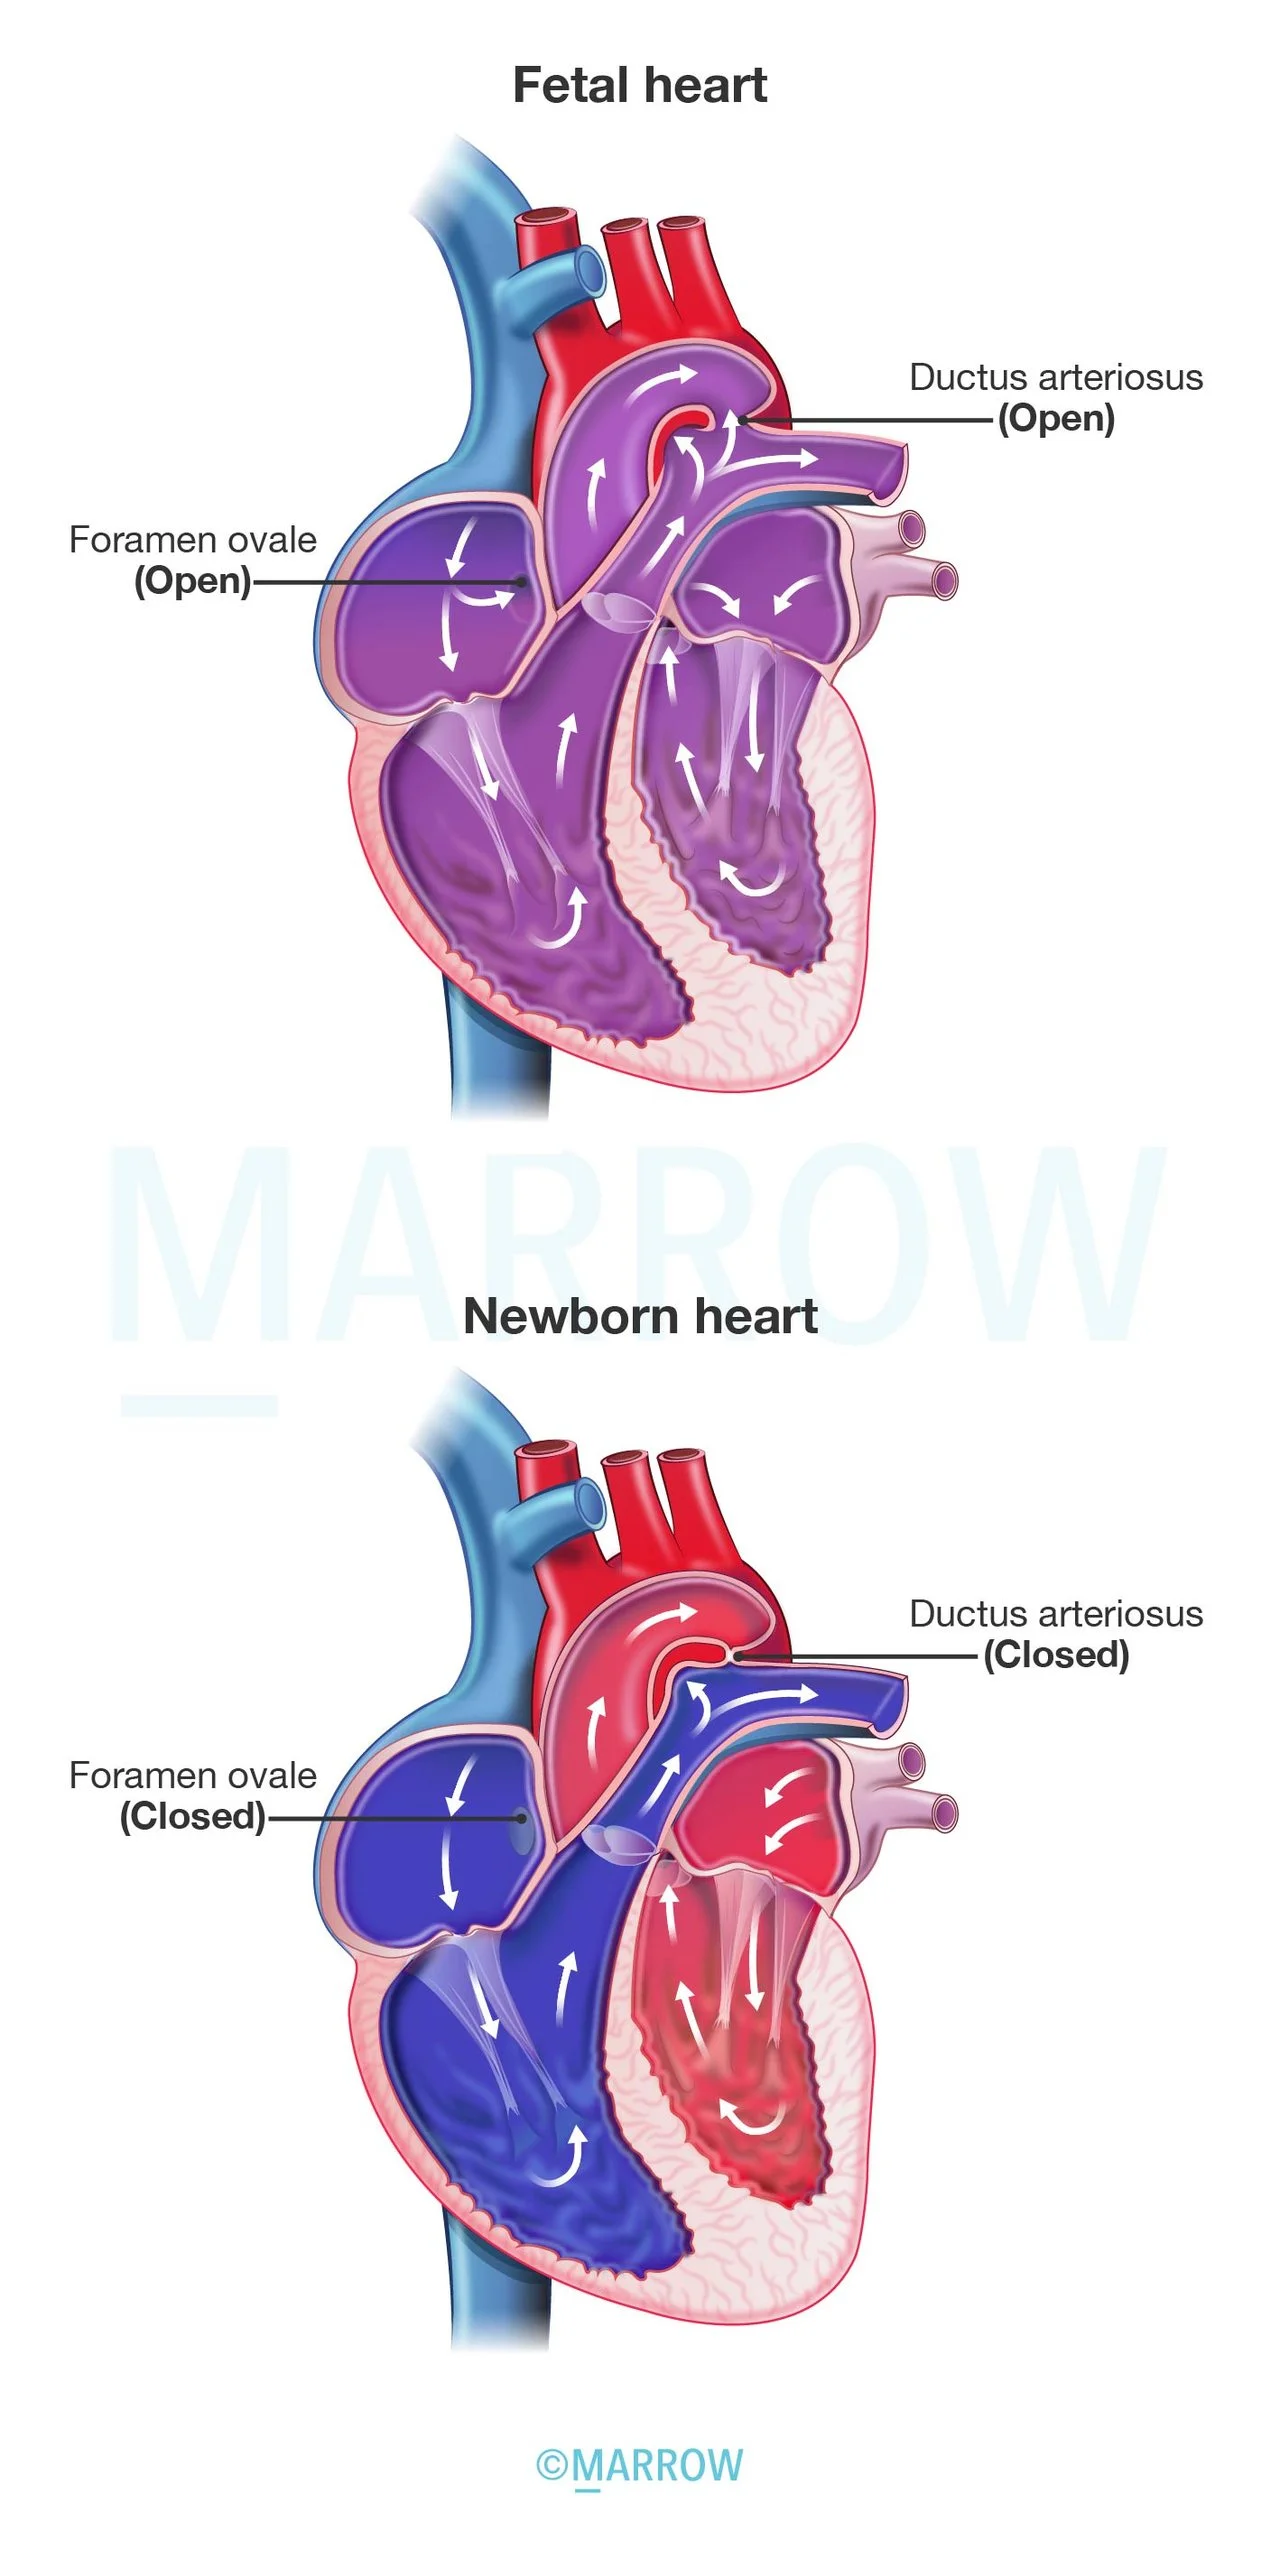 Fetal heart
Ductus arteriosus
(Open)
Foramen ovale
(Open)
MARROW
Newborn heart
Ductus arteriosus
(Closed)
Foramen ovale
(Closed)
©MARROW